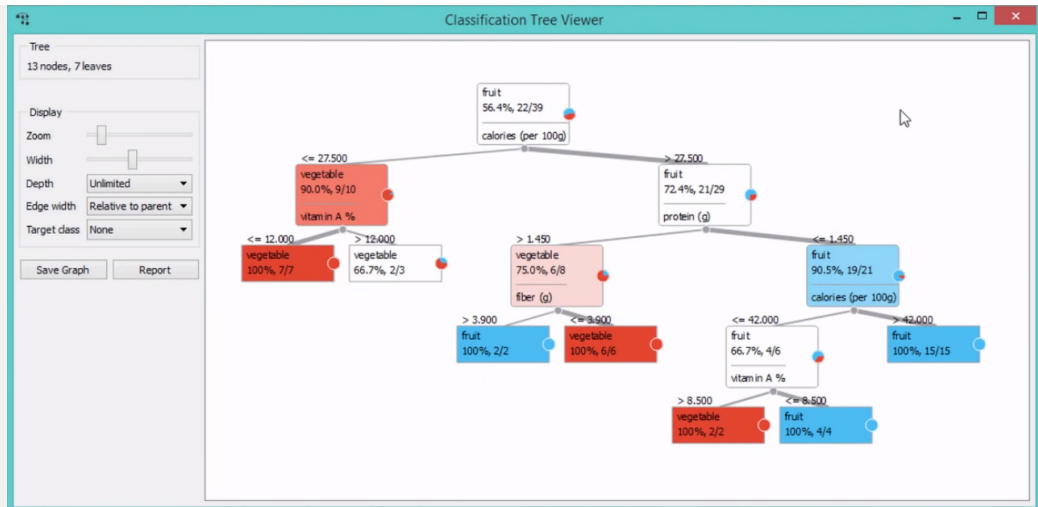 Classification Tree Viewer
Tree
13 nodes, 7 leaves
Display
Zoom
Width
Depth Unlimited
Edge width Relative to parent
Target class None
Save Graph Report
fruit
56.4%, 22/39
calories (per 100g)
<= 27.500
vegetable
90.0%, 9/10
vitamin A %
> 27.500
fruit
72.4%, 21/29
protein (g)
<= 12.000
vegetable
100%, 7/7
> 12.000
vegetable
66.7%, 2/3
> 1.450
vegetable
75.0%, 6/8
fiber (g)
<= 1.450
fruit
90.5%, 19/21
calories (per 100g)
> 3.900
fruit
100%, 2/2
<= 3.900
vegetable
100%, 6/6
<= 42.000
fruit
66.7%, 4/6
vitamin A %
> 42.000
fruit
100%, 15/15
> 8.500
vegetable
100%, 2/2
<= 8.500
fruit
100%, 4/4